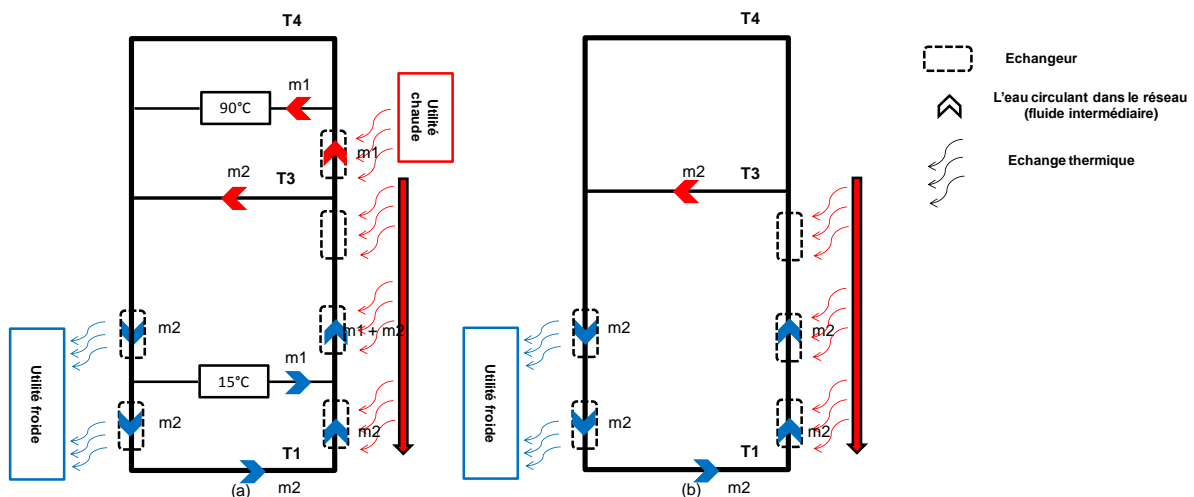 T4
m1
90°C
Utilité
chaude
m1
m2
T3
m2
m1 + m2
m1
15°C
Utilité froide
m2
m2
T1
(a)
m2
T4
m2
T3
m2
m2
Utilité froide
m2
m2
T1
(b)
m2
Echangeur
L'eau circulant dans le réseau
(fluide intermédiaire)
Echange thermique